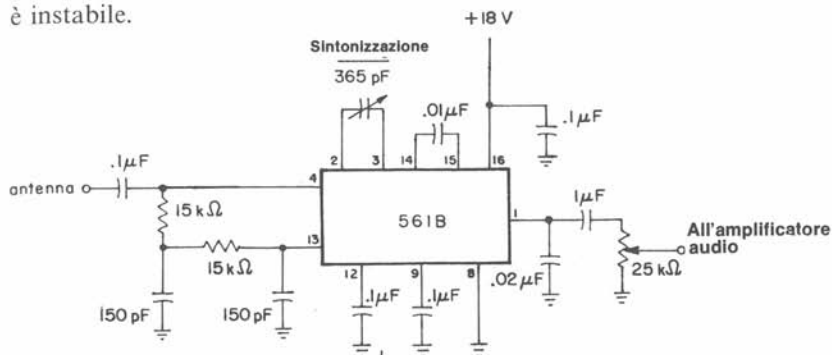 è instabile.
+18 V
Sintonizzazione
365 pF
.01μF
.1μF
2
3
14
15
16
.1μF
antenna
4
15 kΩ
561B
1
1μF
13
15 kΩ
All'amplificatore
audio
25 kΩ
12
9
8
.02μF
150 pF
150 pF
.1μF
.1μF